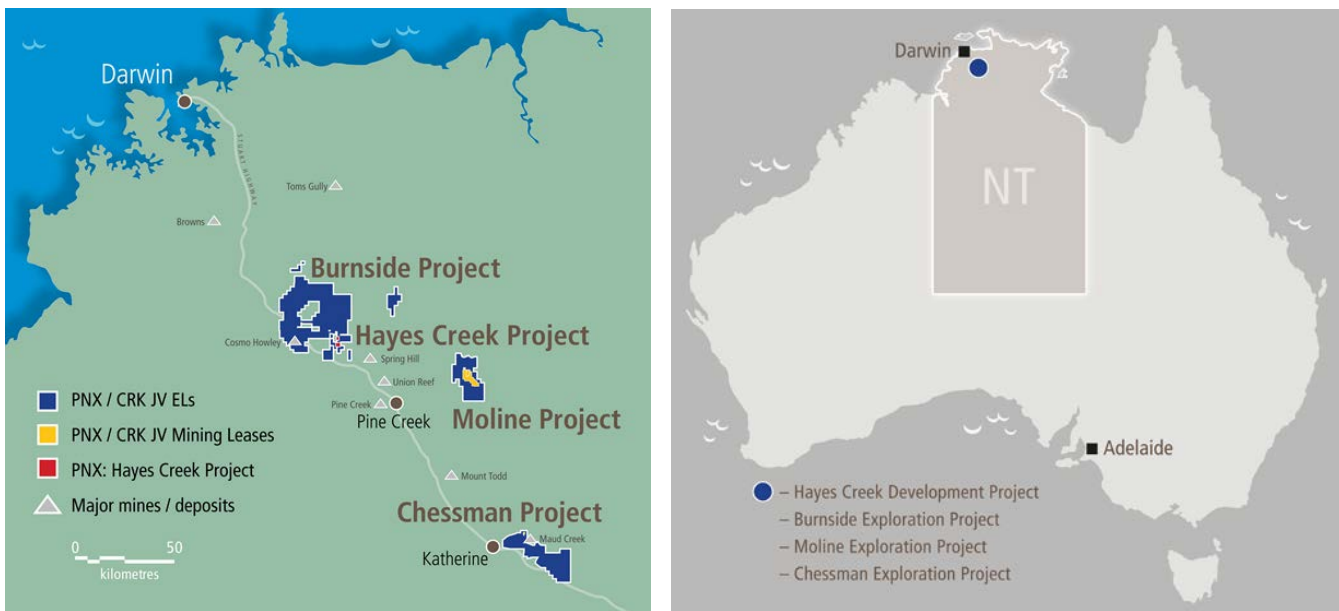 Darwin
STUART HIGHWAY
Toms Gully
Browns
Burnside Project
Hayes Creek Project
Cosmo Howley
Spring Hill
Union Reef
Pine Creek
Pine Creek
Moline Project
Mount Todd
Chessman Project
Maud Creek
Katherine
PNX / CRK JV ELs
PNX / CRK JV Mining Leases
PNX: Hayes Creek Project
Major mines / deposits
0 50
kilometres
Darwin
NT
Adelaide
– Hayes Creek Development Project
– Burnside Exploration Project
– Moline Exploration Project
– Chessman Exploration Project